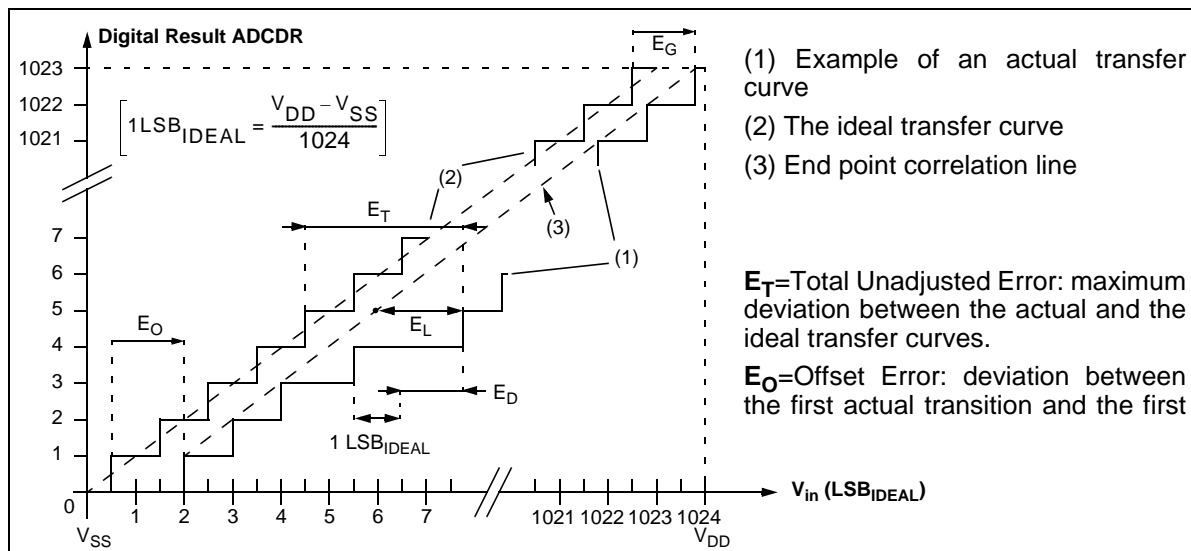 Digital Result ADCDR
E_G
1023
1022
1021
[1LSB_IDEAL = (V_DD – V_SS) / 1024]
(2)
E_T
(3)
(1)
7
6
5
4
3
2
1
0
E_O
E_L
E_D
1 LSB_IDEAL
1 2 3 4 5 6 7 1021 1022 1023 1024
V_in (LSB_IDEAL)
V_SS
V_DD
(1) Example of an actual transfer
curve
(2) The ideal transfer curve
(3) End point correlation line
E_T=Total Unadjusted Error: maximum
deviation between the actual and the
ideal transfer curves.
E_O=Offset Error: deviation between
the first actual transition and the first